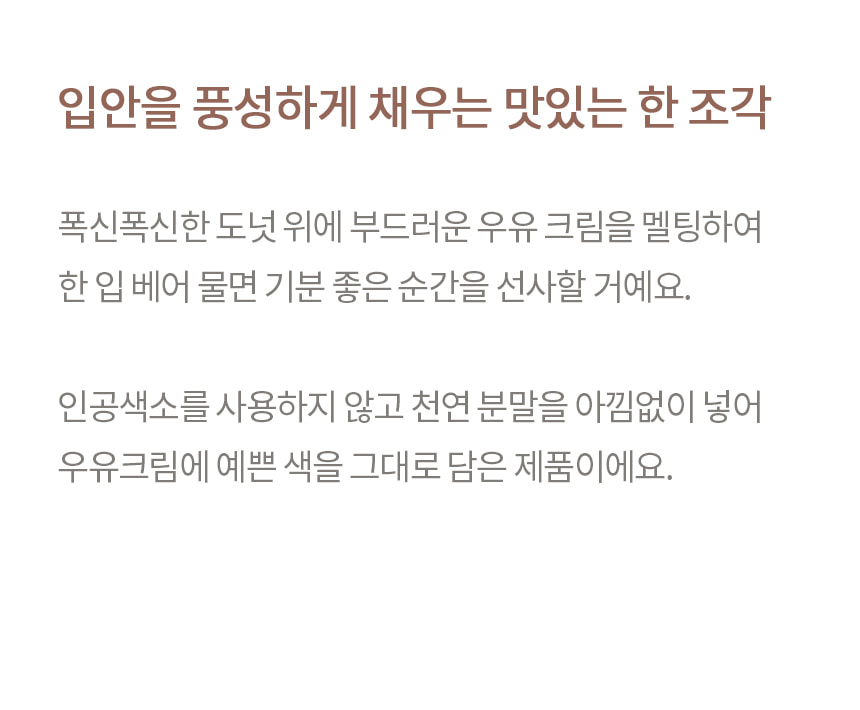 입안을 풍성하게 채우는 맛있는 한 조각
폭신폭신한 도넛 위에 부드러운 우유 크림을 멜팅하여
한 입 베어 물면 기분 좋은 순간을 선사할 거예요.
인공색소를 사용하지 않고 천연 분말을 아낌없이 넣어
우유크림에 예쁜 색을 그대로 담은 제품이에요.